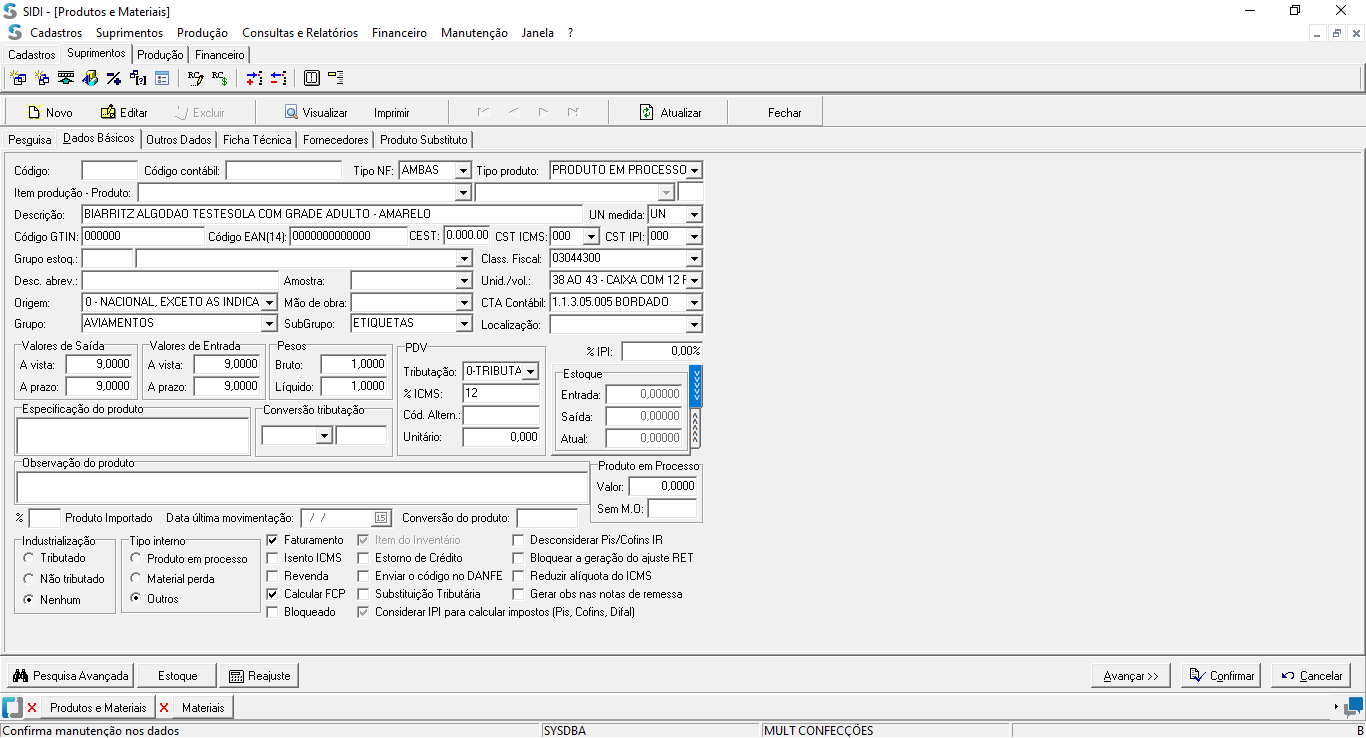 SIDI - [Produtos e Materiais]
Cadastros Suprimentos Produção Consultas e Relatórios Financeiro Manutenção Janela ?
Cadastros Suprimentos Produção Financeiro
Novo Editar Excluir Visualizar Imprimir Atualizar Fechar
Pesquisa Dados Básicos Outros Dados Ficha Técnica Fornecedores Produto Substituto
Código: Código contábil: Tipo NF: AMBAS Tipo produto: PRODUTO EM PROCESSO
Item produção - Produto:
Descrição: BIARRITZ ALGODAO TESTESOLA COM GRADE ADULTO - AMARELO UN medida: UN
Código GTIN: 000000 Código EAN(14): 0000000000000 CEST: 0.000.00 CST ICMS: 000 CST IPI: 000
Grupo estoq.: Class. Fiscal: 03044300
Desc. abrev.: Amostra: Unid./vol.: 38 AO 43 - CAIXA COM 12 F
Origem: 0 - NACIONAL, EXCETO AS INDICA Mão de obra: CTA Contábil: 1.1.3.05.005 BORDADO
Grupo: AVIAMENTOS SubGrupo: ETIQUETAS Localização:
Valores de Saída Valores de Entrada Pesos PDV % IPI: 0,00%
A vista: 9,0000 A vista: 9,0000 Bruto: 1,0000 Tributação: 0-TRIBUTA Estoque
A prazo: 9,0000 A prazo: 9,0000 Líquido: 1,0000 % ICMS: 12 Entrada: 0,00000
Especificação do produto Conversão tributação Cód. Altern.: Saída: 0,00000
Unitário: 0,000 Atual: 0,00000
Observação do produto Produto em Processo
Valor: 0,0000
Sem M.O:
% Produto Importado Data última movimentação: / / 15 Conversão do produto:
Industrialização Tipo interno Faturamento Item do Inventário Desconsiderar Pis/Cofins IR
Tributado Produto em processo Isento ICMS Estorno de Crédito Bloquear a geração do ajuste RET
Não tributado Material perda Revenda Enviar o código no DANFE Reduzir alíquota do ICMS
Nenhum Outros Calcular FCP Substituição Tributária Gerar obs nas notas de remessa
Bloqueado Considerar IPI para calcular impostos (Pis, Cofins, Difal)
Pesquisa Avançada Estoque Reajuste Avançar >> Confirmar Cancelar
Produtos e Materiais Materiais
Confirma manutenção nos dados SYSDBA MULT CONFECÇÕES B